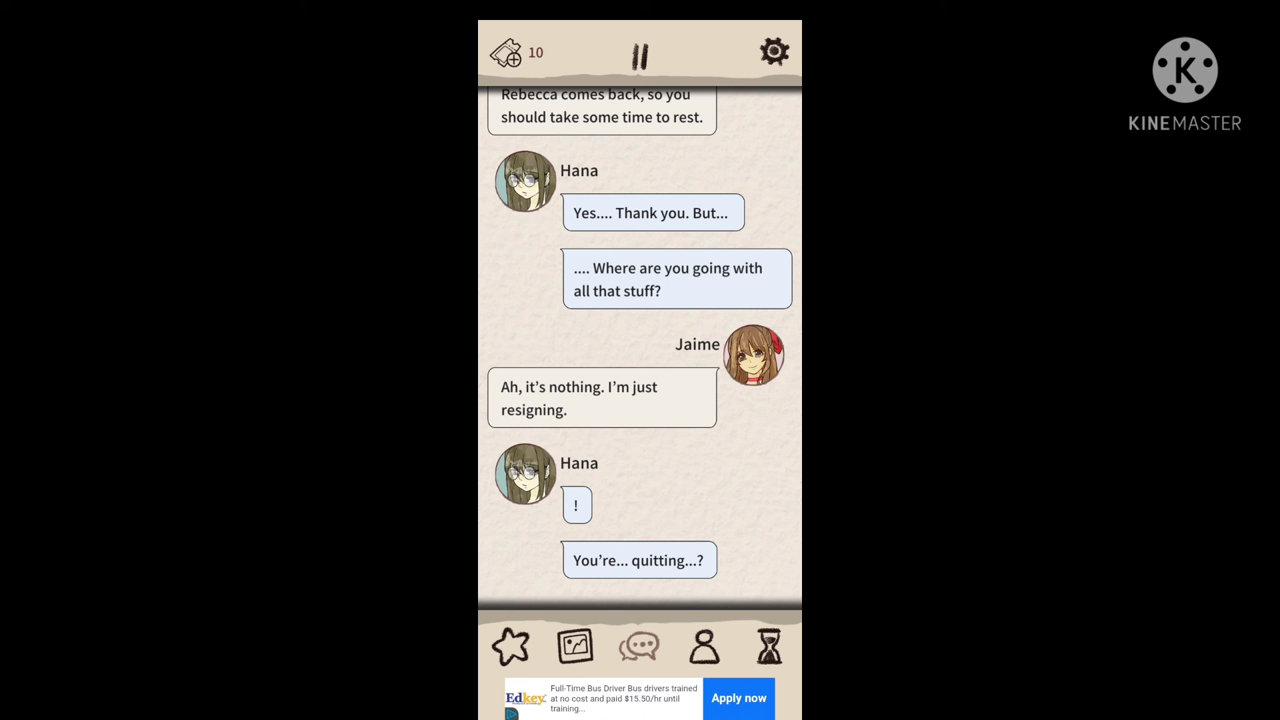 10
K
KINEMASTER
Rebecca comes back, so you
should take some time to rest.
Hana
Yes.... Thank you. But...
.... Where are you going with
all that stuff?
Jaime
Ah, it's nothing. I'm just
resigning.
Hana
!
You're... quitting...?
Edkey
Full-Time Bus Driver Bus drivers trained
at no cost and paid $15.50/hr until
training...
Apply now